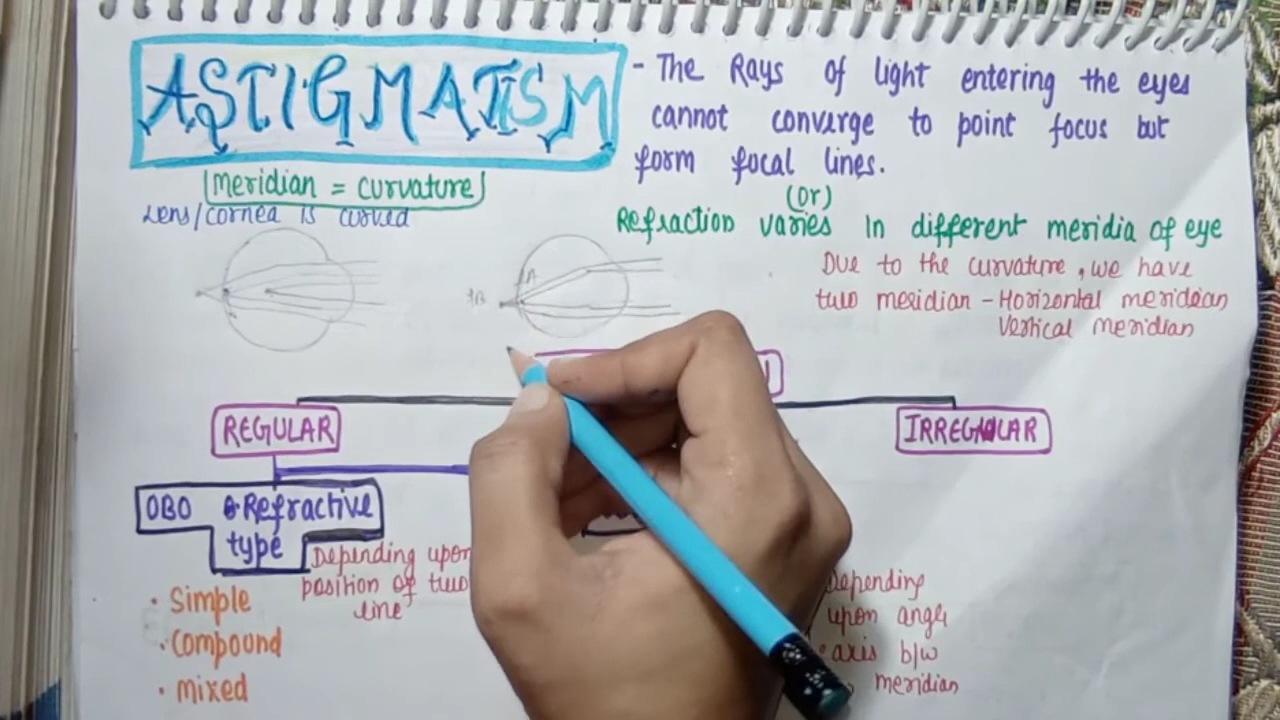 ASTIGMATISM
- The Rays of light entering the eyes
cannot converge to point focus but
form focal lines.
Meridian = curvature
Lens/cornea is curved
(Or)
Refraction varies in different meridia of eye
Due to the curvature, we have
two meridian - Horizontal meridian
Vertical Meridian
A
B
REGULAR
IRREGULAR
OBO Refractive
type
Depending upon
position of two
line
• Simple
• Compound
• mixed
Depending
upon angle
axis b/w
meridian